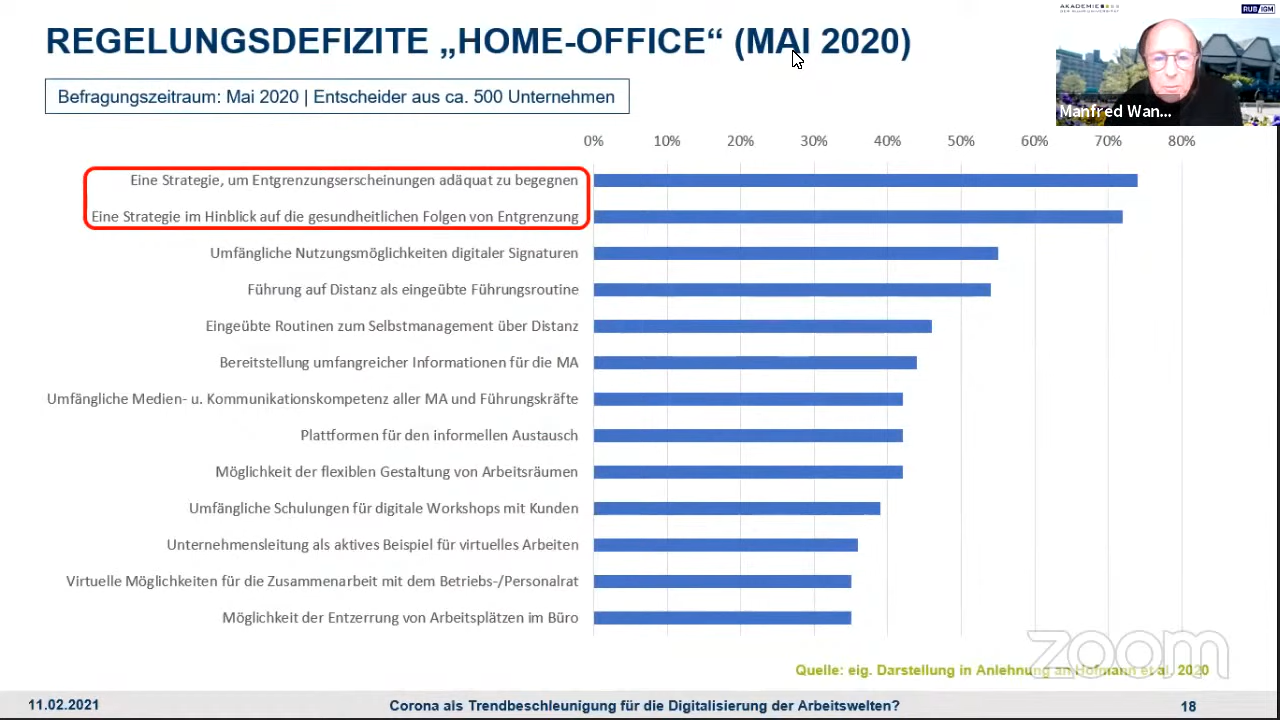 AKADEMIE
DER RUHR-UNIVERSITÄT
RUB IGM
REGELUNGSDEFIZITE „HOME-OFFICE“ (MAI 2020)
Befragungszeitraum: Mai 2020 | Entscheider aus ca. 500 Unternehmen
Manfred Wan...
0% 10% 20% 30% 40% 50% 60% 70% 80%
Eine Strategie, um Entgrenzungserscheinungen adäquat zu begegnen
Eine Strategie im Hinblick auf die gesundheitlichen Folgen von Entgrenzung
Umfängliche Nutzungsmöglichkeiten digitaler Signaturen
Führung auf Distanz als eingeübte Führungsroutine
Eingeübte Routinen zum Selbstmanagement über Distanz
Bereitstellung umfangreicher Informationen für die MA
Umfängliche Medien- u. Kommunikationskompetenz aller MA und Führungskräfte
Plattformen für den informellen Austausch
Möglichkeit der flexiblen Gestaltung von Arbeitsräumen
Umfängliche Schulungen für digitale Workshops mit Kunden
Unternehmensleitung als aktives Beispiel für virtuelles Arbeiten
Virtuelle Möglichkeiten für die Zusammenarbeit mit dem Betriebs-/Personalrat
Möglichkeit der Entzerrung von Arbeitsplätzen im Büro
zoom
Quelle: eig. Darstellung in Anlehnung an Hofmann et al. 2020
11.02.2021 Corona als Trendbeschleunigung für die Digitalisierung der Arbeitswelten? 18